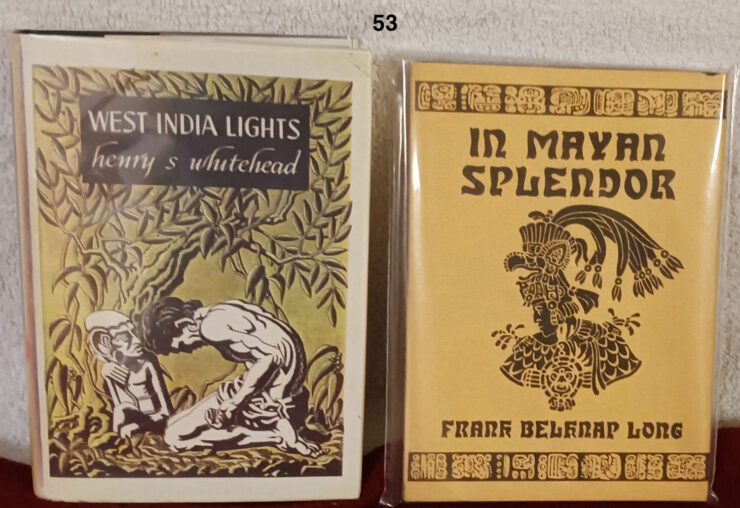 53
WEST INDIA LIGHTS
henry s whitehead
IN MAYAN
SPLENDOR
FRANK BELKNAP LONG